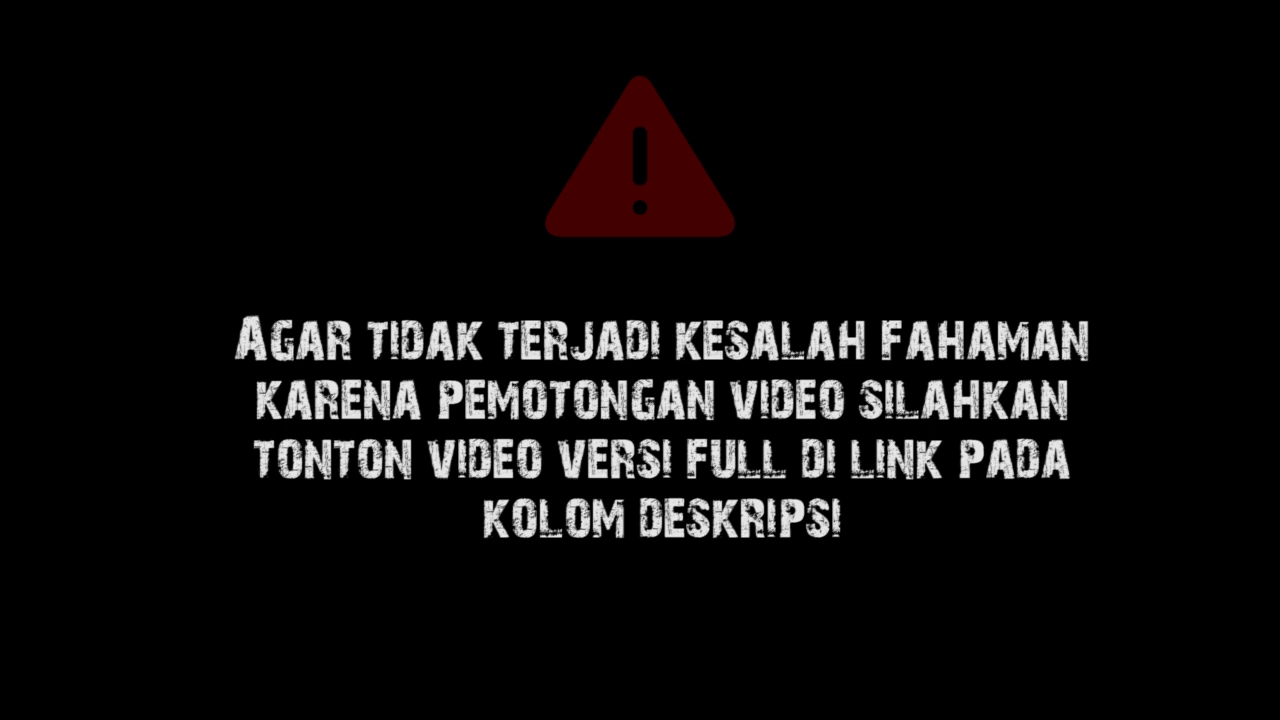 Agar tidak terjadi kesalah fahaman
karena pemotongan video silahkan
tonton video versi full di link pada
kolom deskripsi